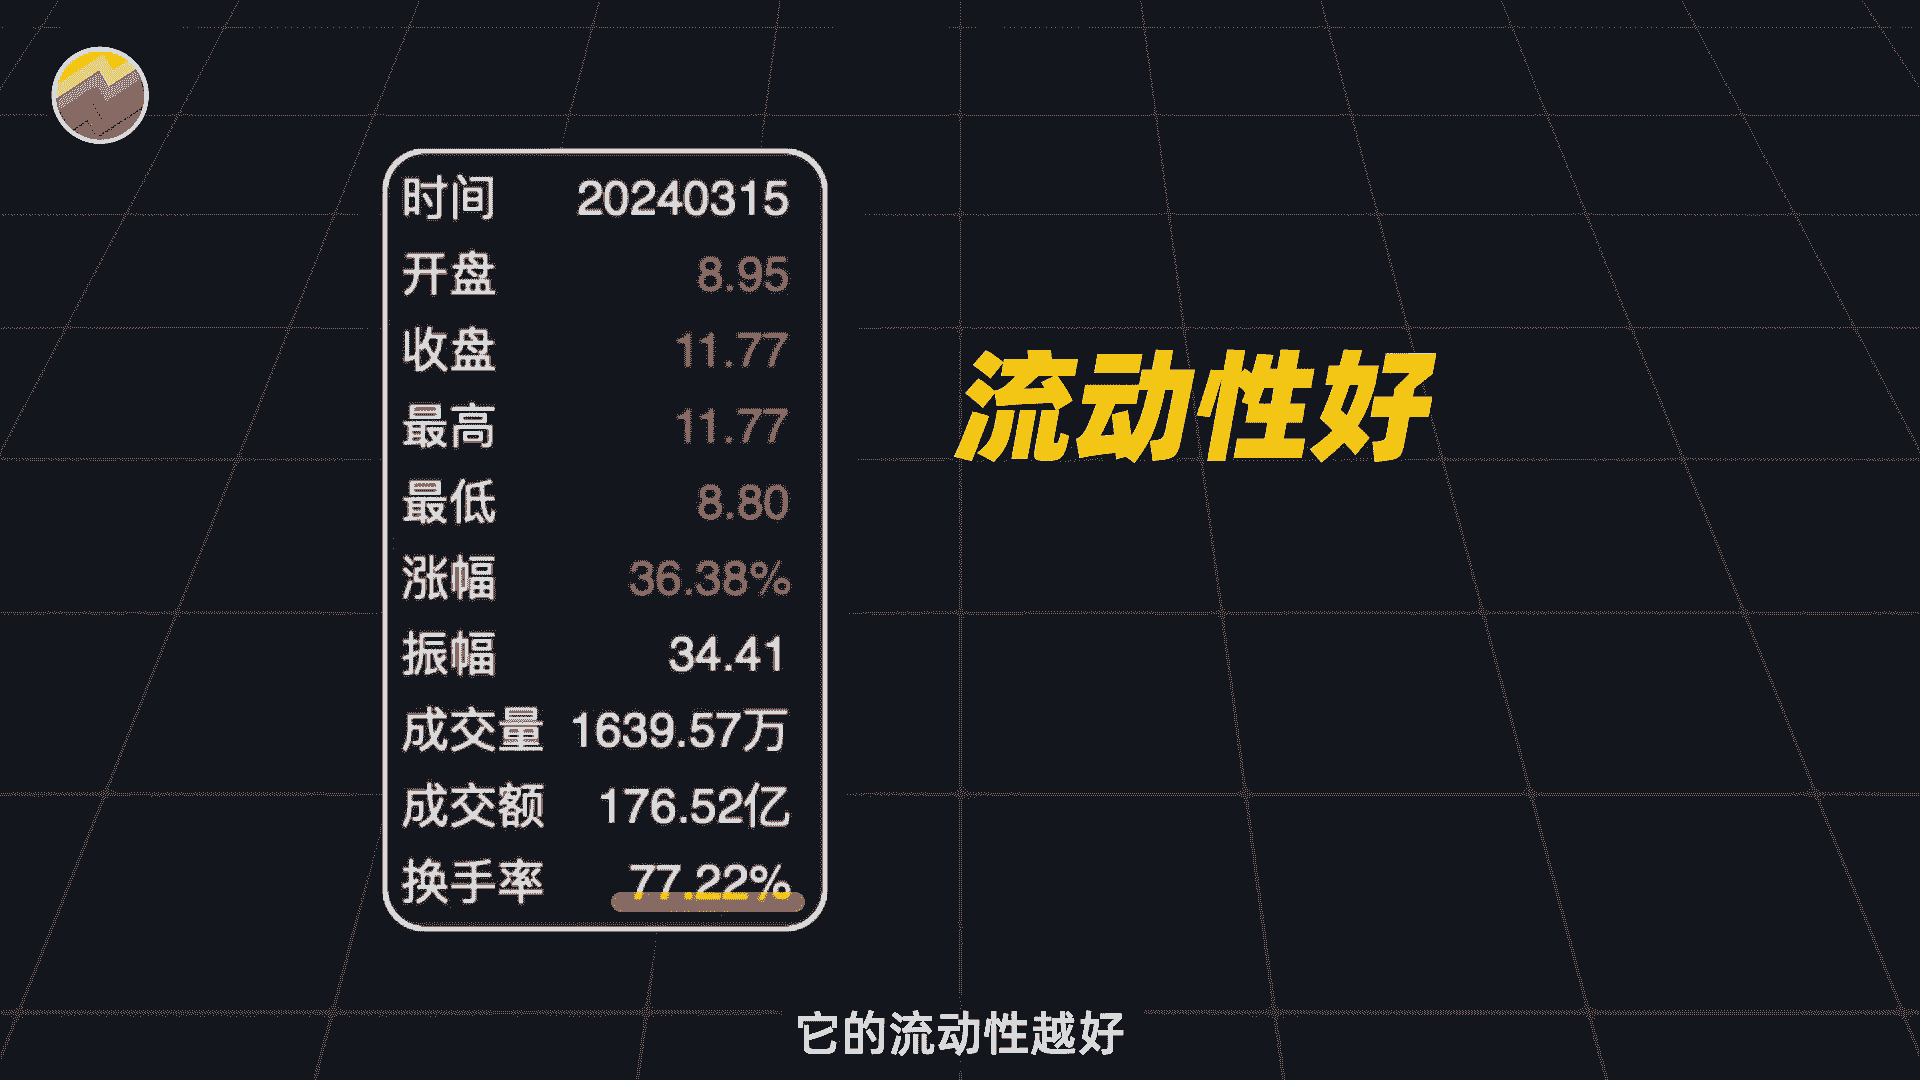 时间 20240315
开盘 8.95
收盘 11.77
最高 11.77
最低 8.80
涨幅 36.38%
振幅 34.41
成交量 1639.57万
成交额 176.52亿
换手率 77.22%
流动性好
它的流动性越好